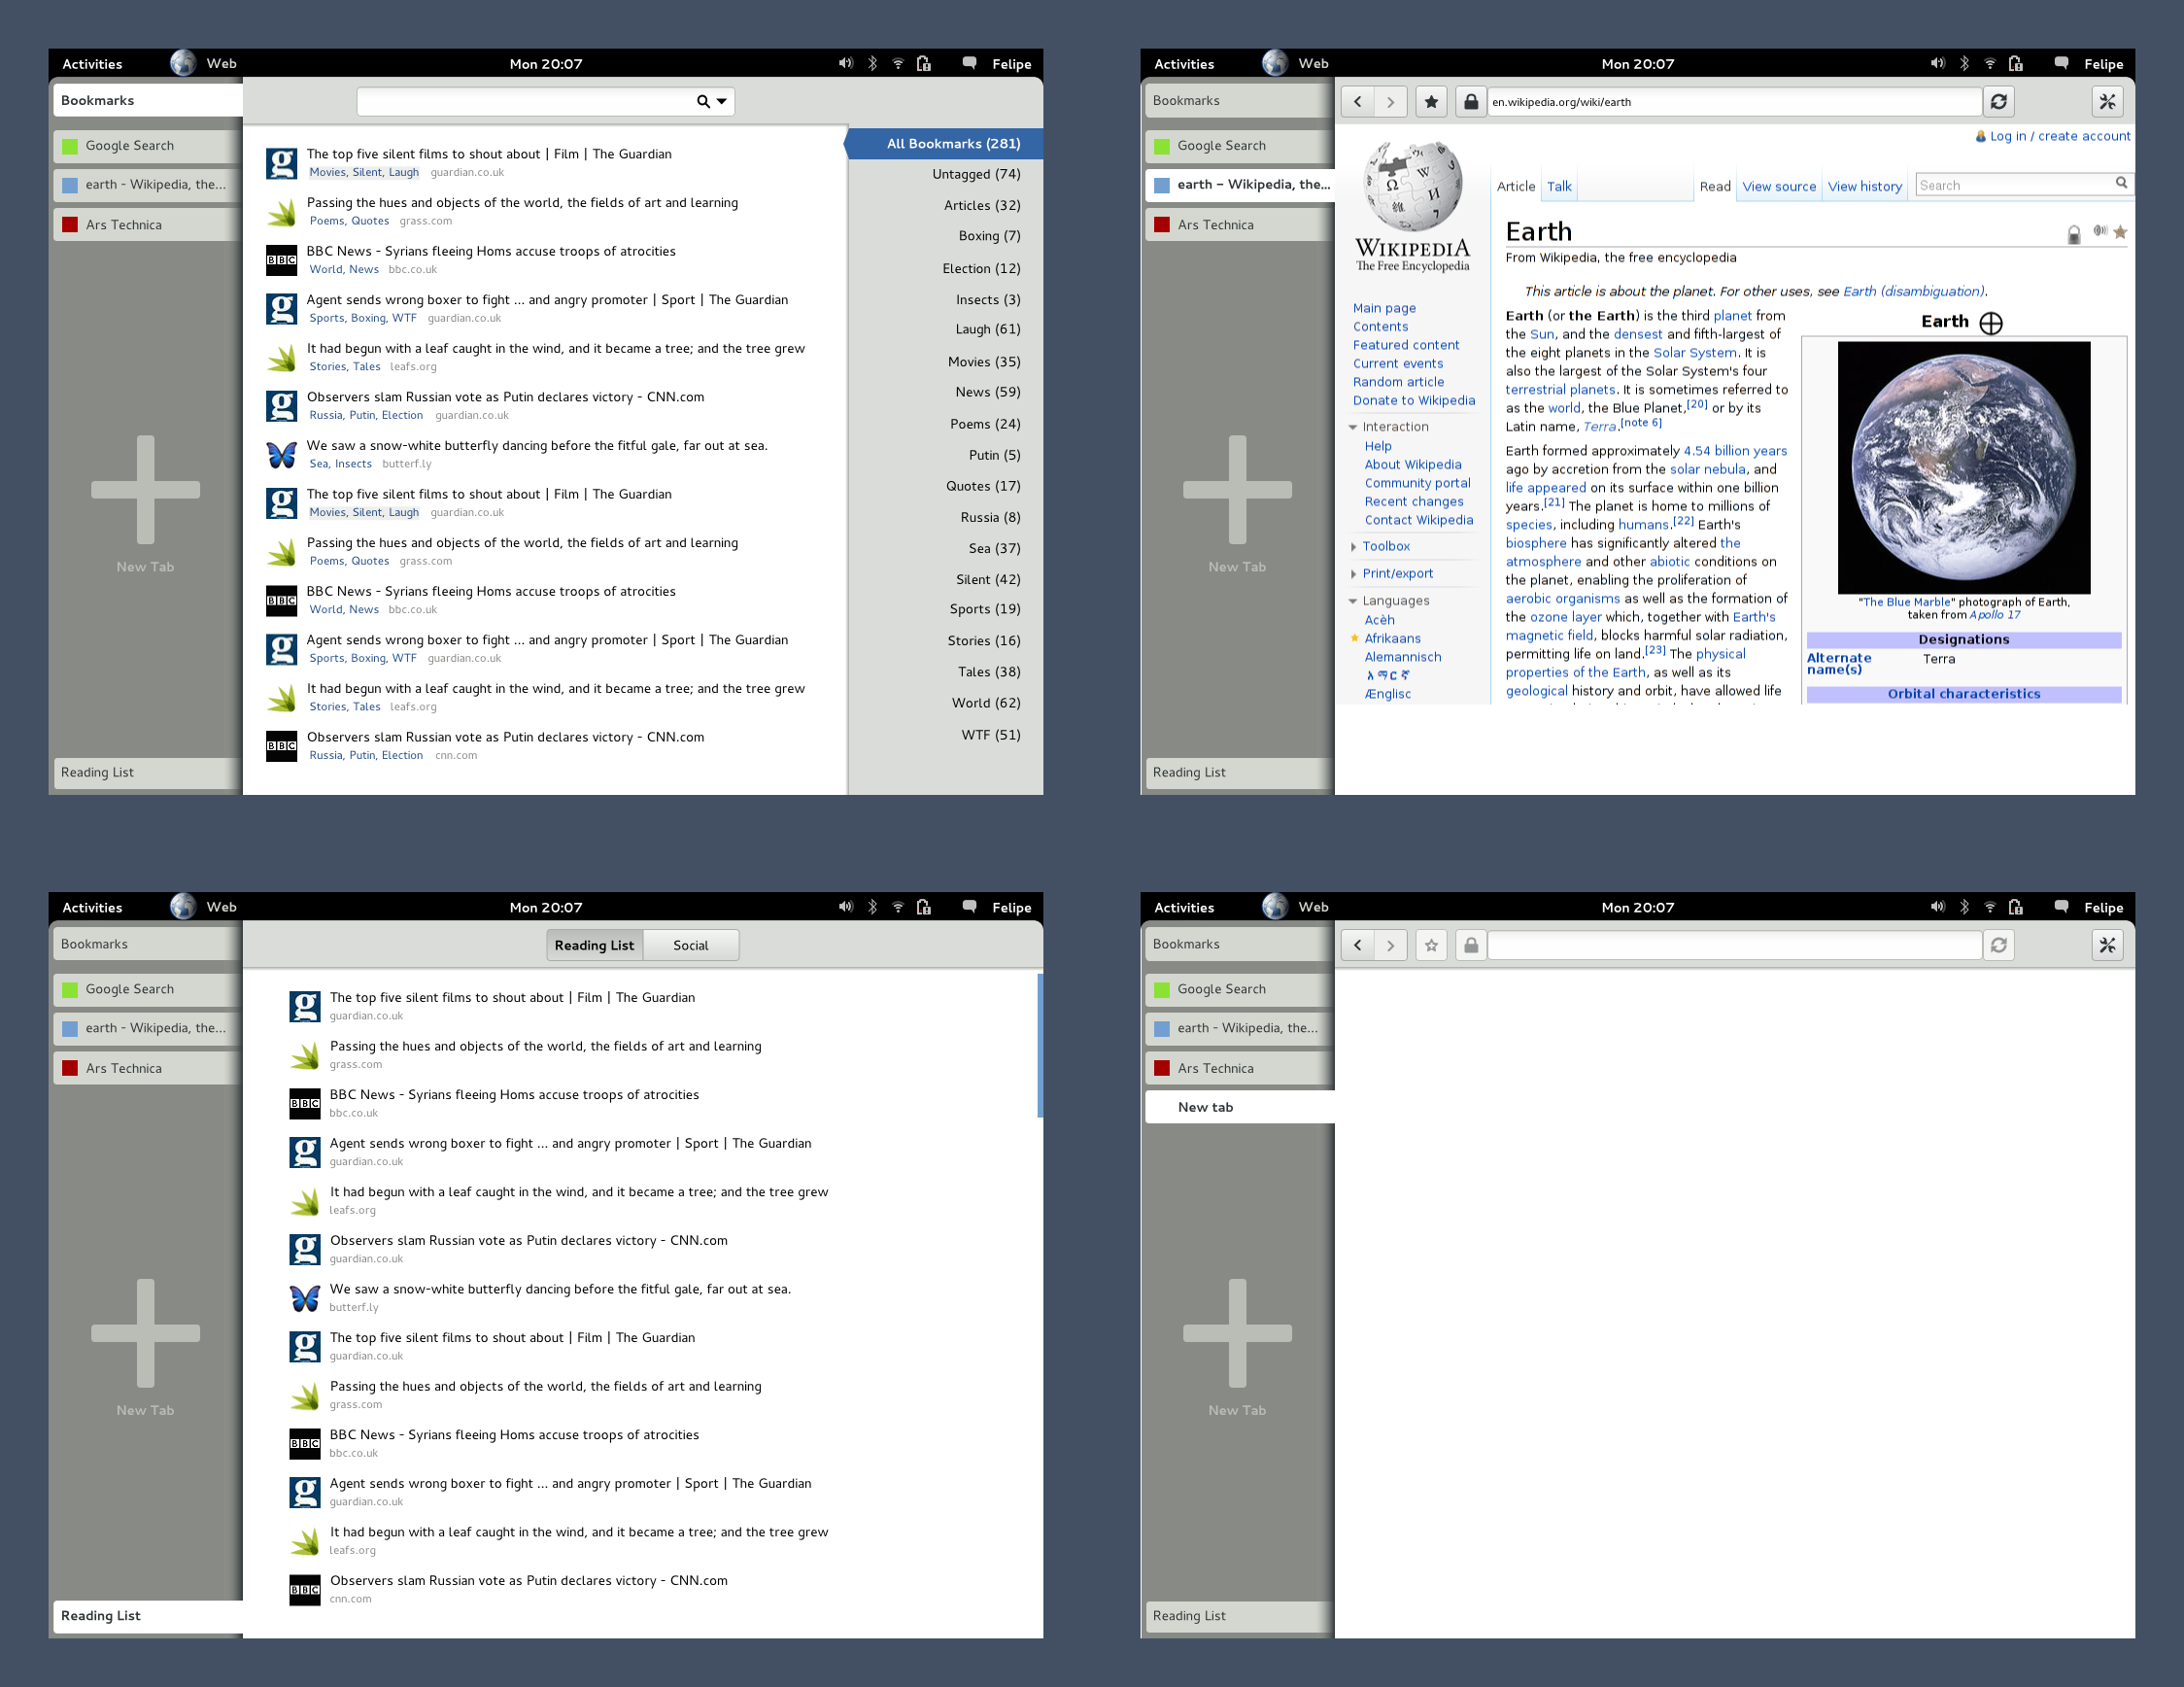 Activities Web Mon 20:07 Felipe
Bookmarks
Google Search
earth - Wikipedia, the...
Ars Technica
New Tab
Reading List
The top five silent films to shout about | Film | The Guardian
Movies, Silent, Laugh guardian.co.uk
Passing the hues and objects of the world, the fields of art and learning
Poems, Quotes grass.com
BBC
BBC News - Syrians fleeing Homs accuse troops of atrocities
World, News bbc.co.uk
Agent sends wrong boxer to fight ... and angry promoter | Sport | The Guardian
Sports, Boxing, WTF guardian.co.uk
It had begun with a leaf caught in the wind, and it became a tree; and the tree grew
Stories, Tales leafs.org
Observers slam Russian vote as Putin declares victory - CNN.com
Russia, Putin, Election guardian.co.uk
We saw a snow-white butterfly dancing before the fitful gale, far out at sea.
Sea, Insects butterf.ly
The top five silent films to shout about | Film | The Guardian
Movies, Silent, Laugh guardian.co.uk
Passing the hues and objects of the world, the fields of art and learning
Poems, Quotes grass.com
BBC
BBC News - Syrians fleeing Homs accuse troops of atrocities
World, News bbc.co.uk
Agent sends wrong boxer to fight ... and angry promoter | Sport | The Guardian
Sports, Boxing, WTF guardian.co.uk
It had begun with a leaf caught in the wind, and it became a tree; and the tree grew
Stories, Tales leafs.org
BBC
Observers slam Russian vote as Putin declares victory - CNN.com
Russia, Putin, Election cnn.com
All Bookmarks (281)
Untagged (74)
Articles (32)
Boxing (7)
Election (12)
Insects (3)
Laugh (61)
Movies (35)
News (59)
Poems (24)
Putin (5)
Quotes (17)
Russia (8)
Sea (37)
Silent (42)
Sports (19)
Stories (16)
Tales (38)
World (62)
WTF (51)
Activities Web Mon 20:07 Felipe
Bookmarks
Google Search
earth – Wikipedia, the...
Ars Technica
New Tab
Reading List
en.wikipedia.org/wiki/earth
Log in / create account
WIKIPEDIA
The Free Encyclopedia
Main page
Contents
Featured content
Current events
Random article
Donate to Wikipedia
Interaction
Help
About Wikipedia
Community portal
Recent changes
Contact Wikipedia
Toolbox
Print/export
Languages
Acèh
Afrikaans
Alemannisch
አማርኛ
Ænglisc
Article Talk Read View source View history Search
Earth
From Wikipedia, the free encyclopedia
This article is about the planet. For other uses, see Earth (disambiguation).
Earth (or the Earth) is the third planet from
the Sun, and the densest and fifth-largest of
the eight planets in the Solar System. It is
also the largest of the Solar System's four
terrestrial planets. It is sometimes referred to
as the world, the Blue Planet,[20] or by its
Latin name, Terra.[note 6]
Earth formed approximately 4.54 billion years
ago by accretion from the solar nebula, and
life appeared on its surface within one billion
years.[21] The planet is home to millions of
species, including humans.[22] Earth's
biosphere has significantly altered the
atmosphere and other abiotic conditions on
the planet, enabling the proliferation of
aerobic organisms as well as the formation of
the ozone layer which, together with Earth's
magnetic field, blocks harmful solar radiation,
permitting life on land.[23] The physical
properties of the Earth, as well as its
geological history and orbit, have allowed life
Earth
"The Blue Marble" photograph of Earth,
taken from Apollo 17
Designations
Alternate name(s) Terra
Orbital characteristics
Activities Web Mon 20:07 Felipe
Bookmarks
Google Search
earth - Wikipedia, the...
Ars Technica
New Tab
Reading List
Reading List Social
The top five silent films to shout about | Film | The Guardian
guardian.co.uk
Passing the hues and objects of the world, the fields of art and learning
grass.com
BBC
BBC News - Syrians fleeing Homs accuse troops of atrocities
bbc.co.uk
Agent sends wrong boxer to fight ... and angry promoter | Sport | The Guardian
guardian.co.uk
It had begun with a leaf caught in the wind, and it became a tree; and the tree grew
leafs.org
Observers slam Russian vote as Putin declares victory - CNN.com
guardian.co.uk
We saw a snow-white butterfly dancing before the fitful gale, far out at sea.
butterf.ly
The top five silent films to shout about | Film | The Guardian
guardian.co.uk
Passing the hues and objects of the world, the fields of art and learning
grass.com
BBC
BBC News - Syrians fleeing Homs accuse troops of atrocities
bbc.co.uk
Agent sends wrong boxer to fight ... and angry promoter | Sport | The Guardian
guardian.co.uk
It had begun with a leaf caught in the wind, and it became a tree; and the tree grew
leafs.org
BBC
Observers slam Russian vote as Putin declares victory - CNN.com
cnn.com
Activities Web Mon 20:07 Felipe
Bookmarks
Google Search
earth - Wikipedia, the...
Ars Technica
New tab
New Tab
Reading List